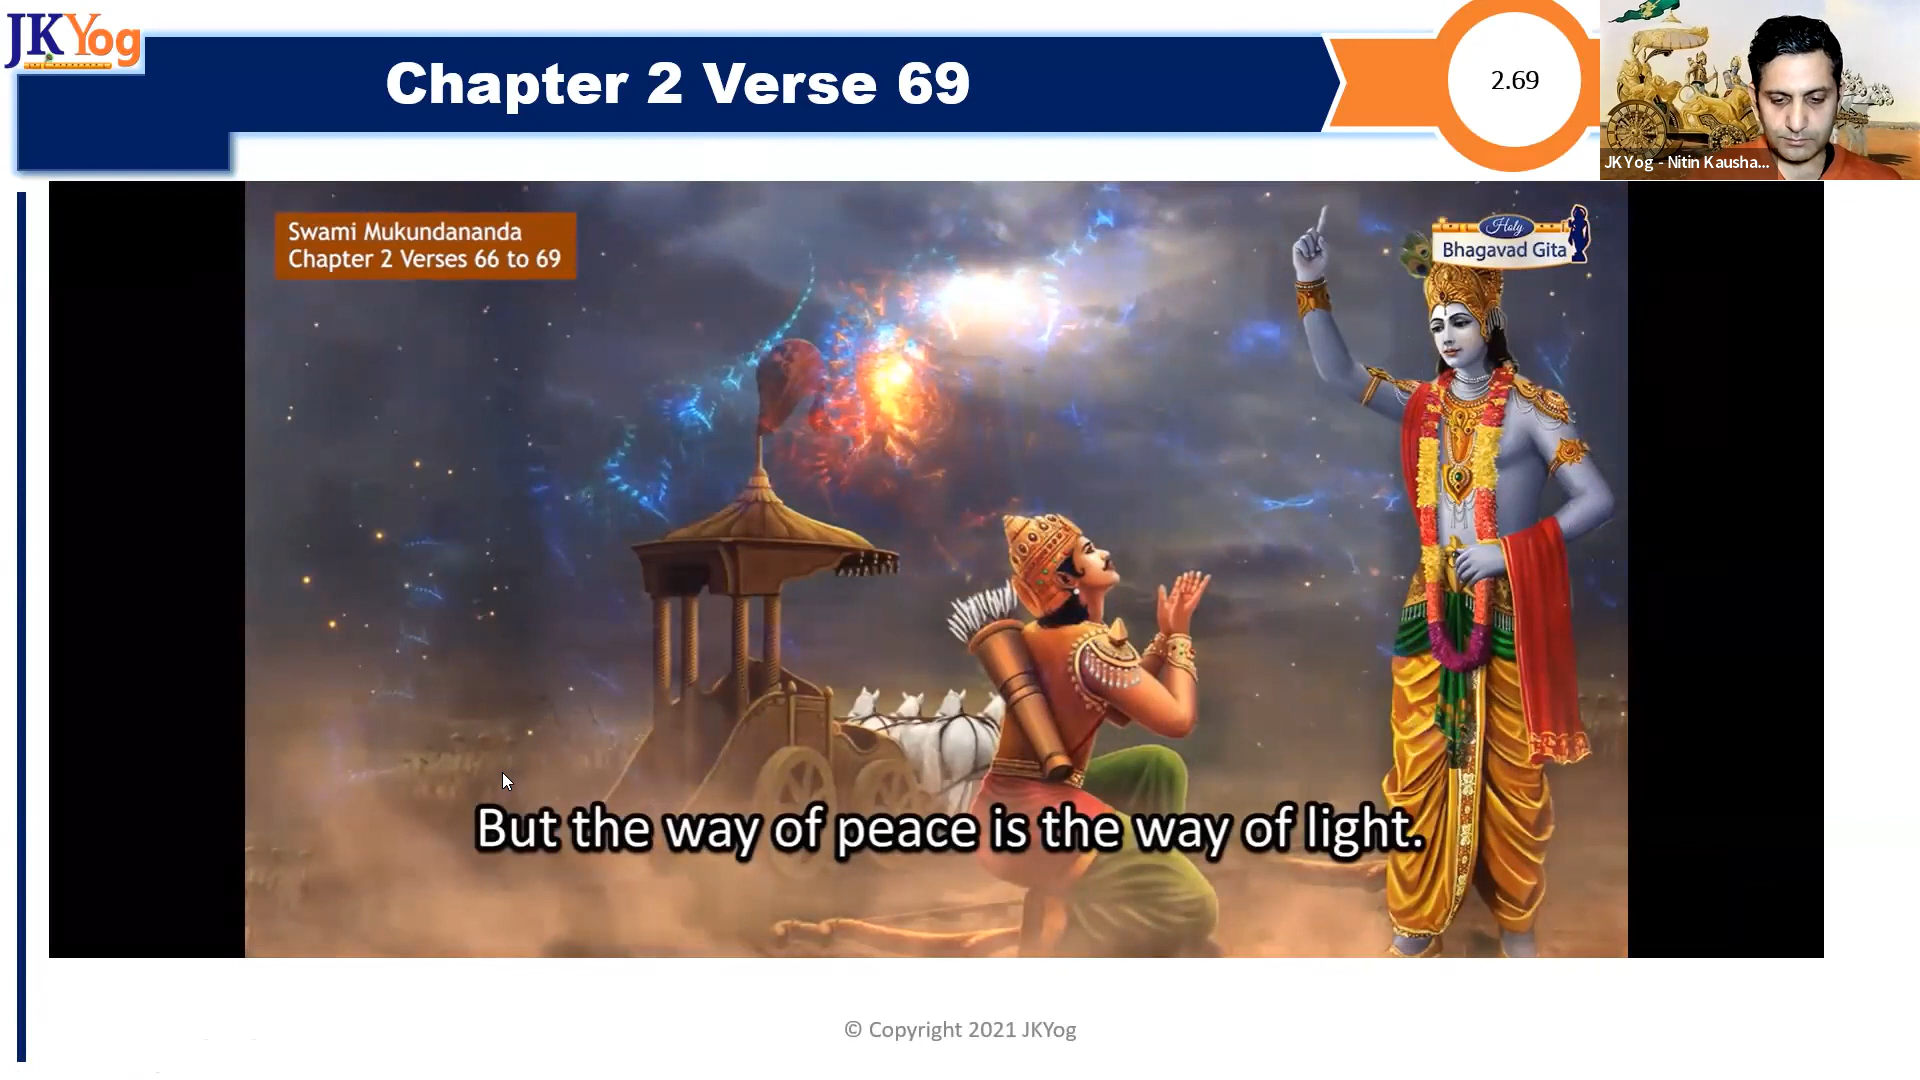 JKYog
Chapter 2 Verse 69
2.69
JK Yog - Nitin Kausha...
Swami Mukundananda
Chapter 2 Verses 66 to 69
Holy
Bhagavad Gita
But the way of peace is the way of light.
© Copyright 2021 JKYog